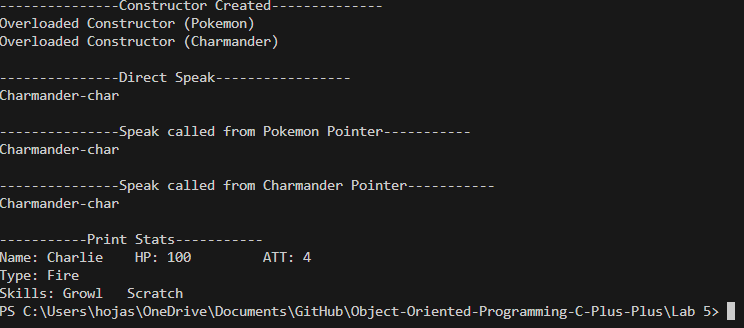 ---------------Constructor Created--------------
Overloaded Constructor (Pokemon)
Overloaded Constructor (Charmander)
---------------Direct Speak-----------------
Charmander-char
---------------Speak called from Pokemon Pointer-----------
Charmander-char
---------------Speak called from Charmander Pointer-----------
Charmander-char
-----------Print Stats-----------
Name: Charlie    HP: 100         ATT: 4
Type: Fire
Skills: Growl   Scratch
PS C:\Users\hojas\OneDrive\Documents\GitHub\Object-Oriented-Programming-C-Plus-Plus\Lab 5>